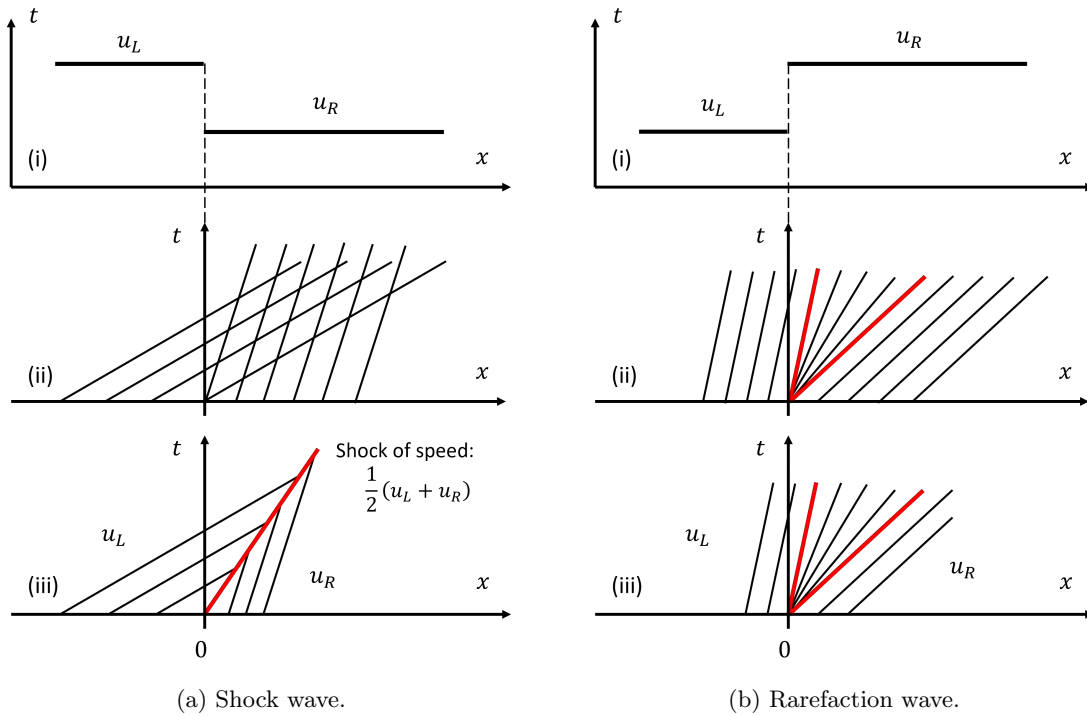 t
u_L
u_R
(i)
x
t
(ii)
x
t
Shock of speed:
\frac{1}{2}(u_L + u_R)
u_L
(iii)
u_R
x
0
(a) Shock wave.
t
u_R
u_L
(i)
x
t
(ii)
x
t
u_L
(iii)
u_R
x
0
(b) Rarefaction wave.